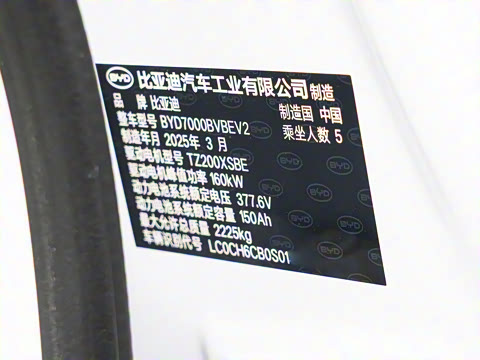 BYD 比亚迪汽车工业有限公司 制造
品 牌 比亚迪 制造国 中国
整车型号 BYD7000BVBEV2 乘坐人数 5
制造年月 2025年 3月
驱动电机型号 TZ200XSBE
驱动电机峰值功率 160kW
动力电池系统额定电压 377.6V
动力电池系统额定容量 150Ah
最大允许总质量 2225kg
车辆识别代号 LC0CH6CB0S01